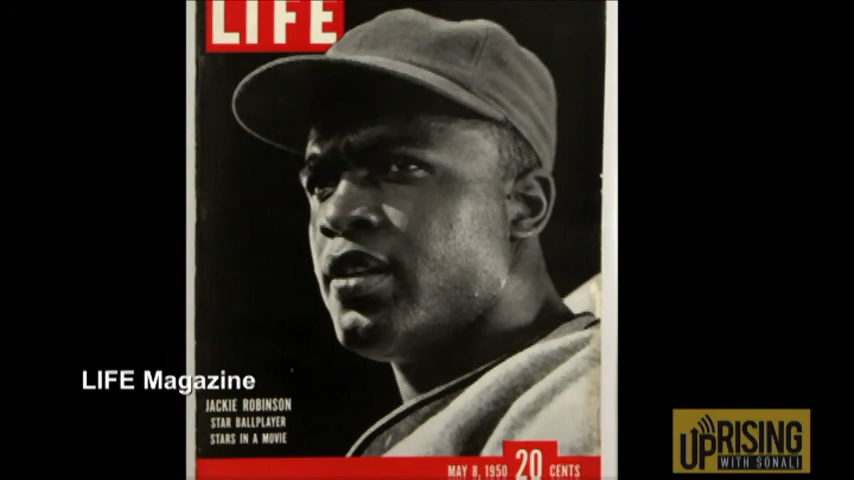 LIFE
LIFE Magazine
JACKIE ROBINSON
STAR BALLPLAYER
STARS IN A MOVIE
MAY 8, 1950 20 CENTS
UPRISING
WITH SONALI